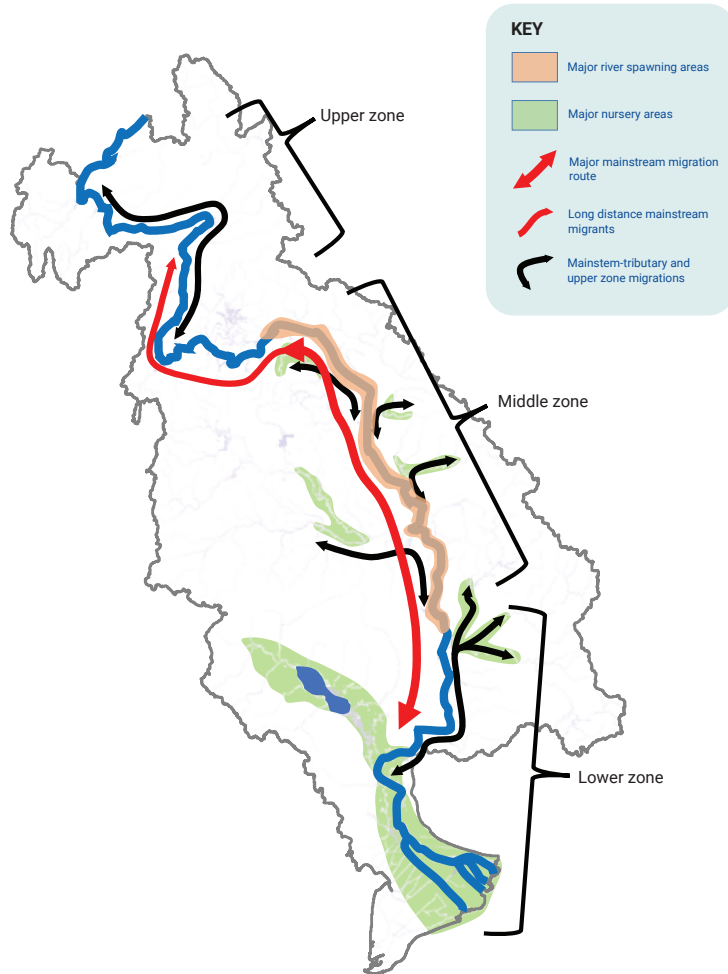 KEY
Major river spawning areas
Major nursery areas
Major mainstream migration
route
Long distance mainstream
migrants
Mainstem-tributary and
upper zone migrations
Upper zone
Middle zone
Lower zone